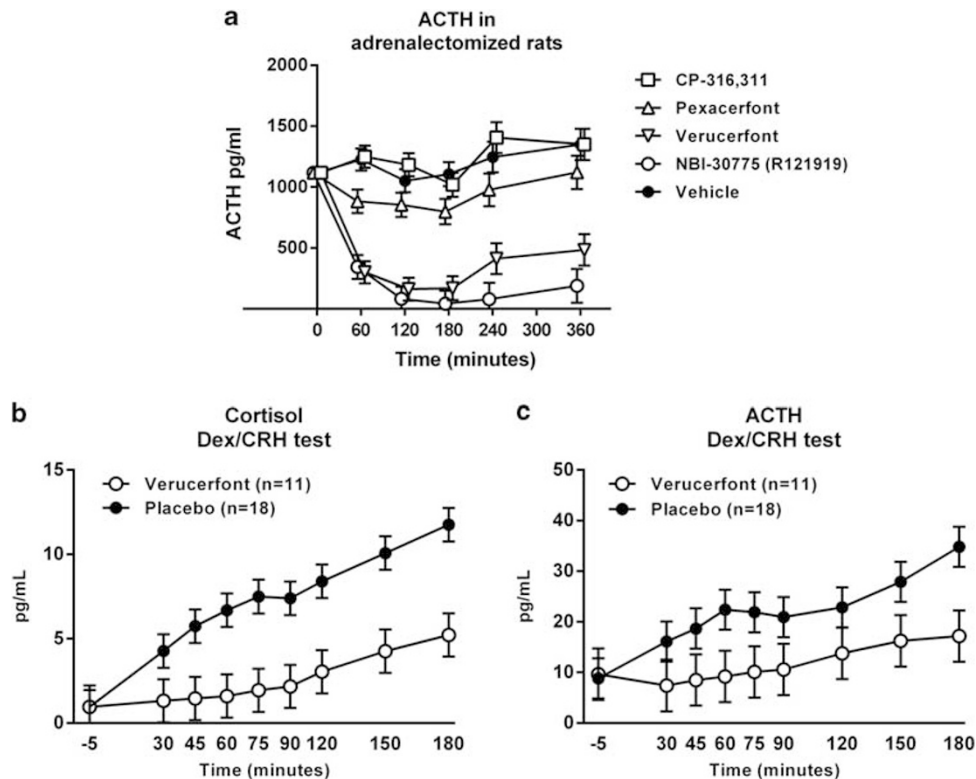 a
ACTH in
adrenalectomized rats
2000
1500
1000
500
ACTH pg/ml
0 60 120 180 240 300 360
Time (minutes)
CP-316,311
Pexacerfont
Verucerfont
NBI-30775 (R121919)
Vehicle
b
Cortisol
Dex/CRH test
15
10
5
0
pg/mL
Verucerfont (n=11)
Placebo (n=18)
-5 30 45 60 75 90 120 150 180
Time (minutes)
c
ACTH
Dex/CRH test
50
40
30
20
10
0
pg/mL
Verucerfont (n=11)
Placebo (n=18)
-5 30 45 60 75 90 120 150 180
Time (minutes)